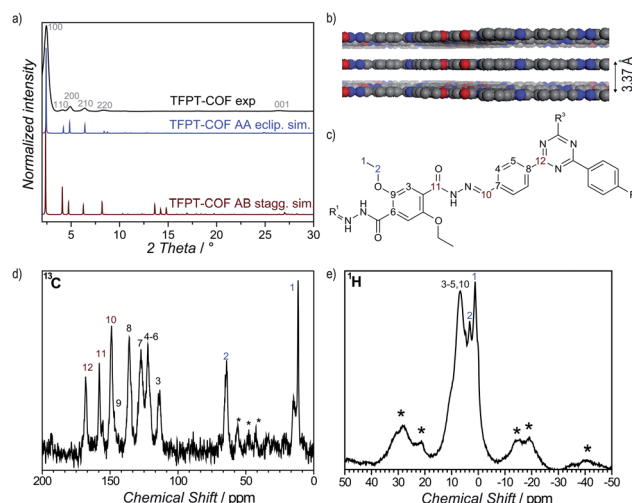 a)
100
110
200
210
220
001
TFPT-COF exp
TFPT-COF AA eclip. sim.
TFPT-COF AB stagg. sim.
Normalized intensity
5 10 15 20 25 30
2 Theta / °
b)
3.37 Å
c)
R³
N N
N
12
5
4
8
1
2
O
O
3
11
N
H
N
10
7
9
R¹
N
H
N
6
O
O
R
d)
¹³C
1
10
8
7
4-6
12
11
9
3
2
* * *
200 150 100 50 0
Chemical Shift / ppm
e)
¹H
1
3-5,10
2
* * * * *
50 40 30 20 10 0 -10 -20 -30 -40 -50
Chemical Shift / ppm